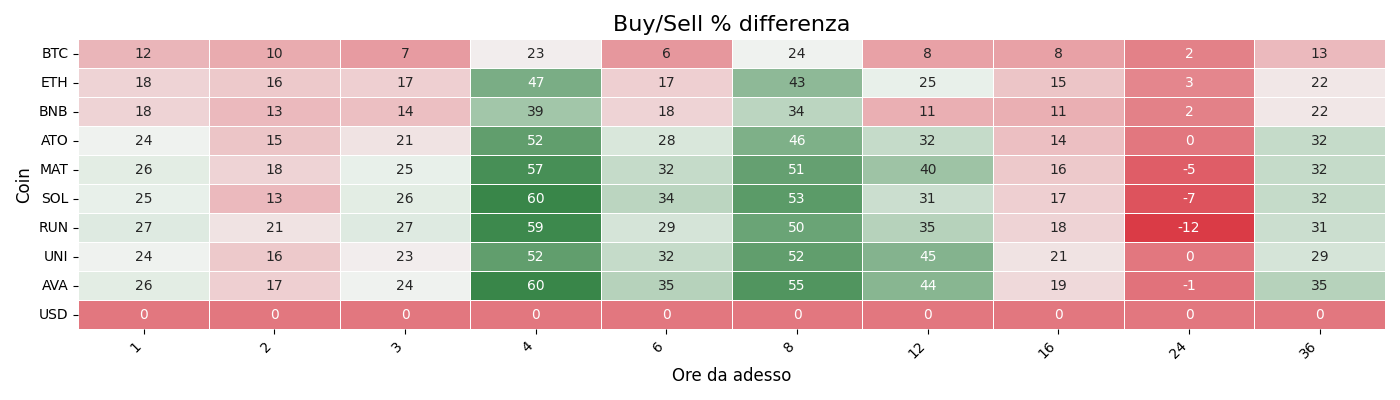 Buy/Sell % differenza
Coin
BTC 12 10 7 23 6 24 8 8 2 13
ETH 18 16 17 47 17 43 25 15 3 22
BNB 18 13 14 39 18 34 11 11 2 22
ATO 24 15 21 52 28 46 32 14 0 32
MAT 26 18 25 57 32 51 40 16 -5 32
SOL 25 13 26 60 34 53 31 17 -7 32
RUN 27 21 27 59 29 50 35 18 -12 31
UNI 24 16 23 52 32 52 45 21 0 29
AVA 26 17 24 60 35 55 44 19 -1 35
USD 0 0 0 0 0 0 0 0 0 0
1 2 3 4 6 8 12 16 24 36
Ore da adesso